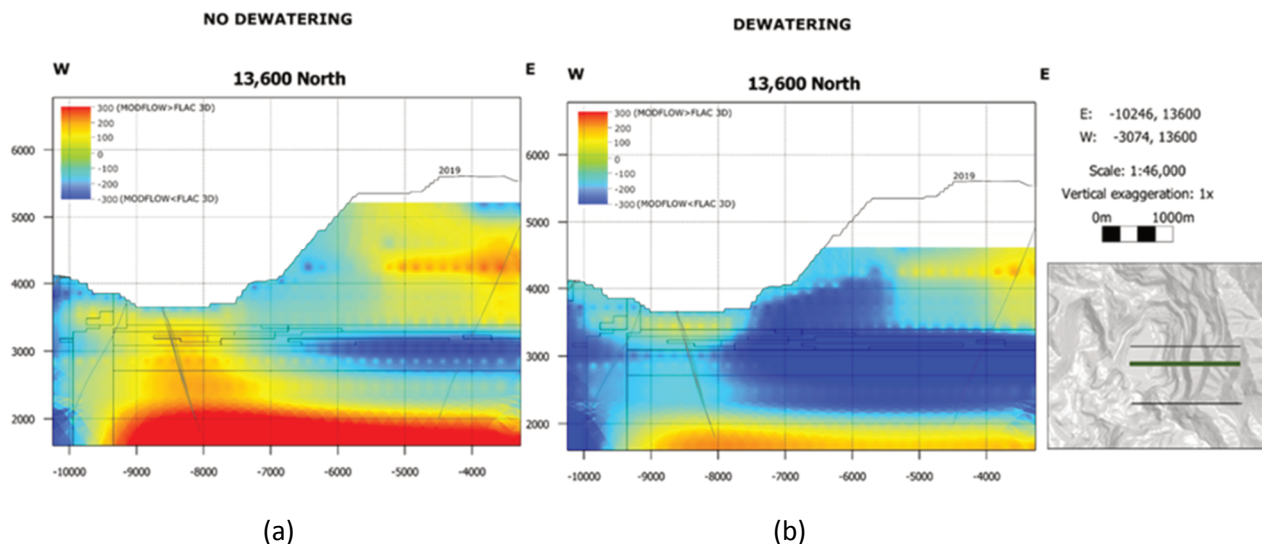 NO DEWATERING
DEWATERING
W
13,600 North
E
W
13,600 North
E
300 (MODFLOW>FLAC 3D)
200
100
0
-100
-200
-300 (MODFLOW<FLAC 3D)
2019
6000
5000
4000
3000
2000
-10000
-9000
-8000
-7000
-6000
-5000
-4000
300 (MODFLOW>FLAC 3D)
200
100
0
-100
-200
-300 (MODFLOW<FLAC 3D)
2019
6000
5000
4000
3000
2000
-10000
-9000
-8000
-7000
-6000
-5000
-4000
E: -10246, 13600
W: -3074, 13600
Scale: 1:46,000
Vertical exaggeration: 1x
0m 1000m
(a)
(b)